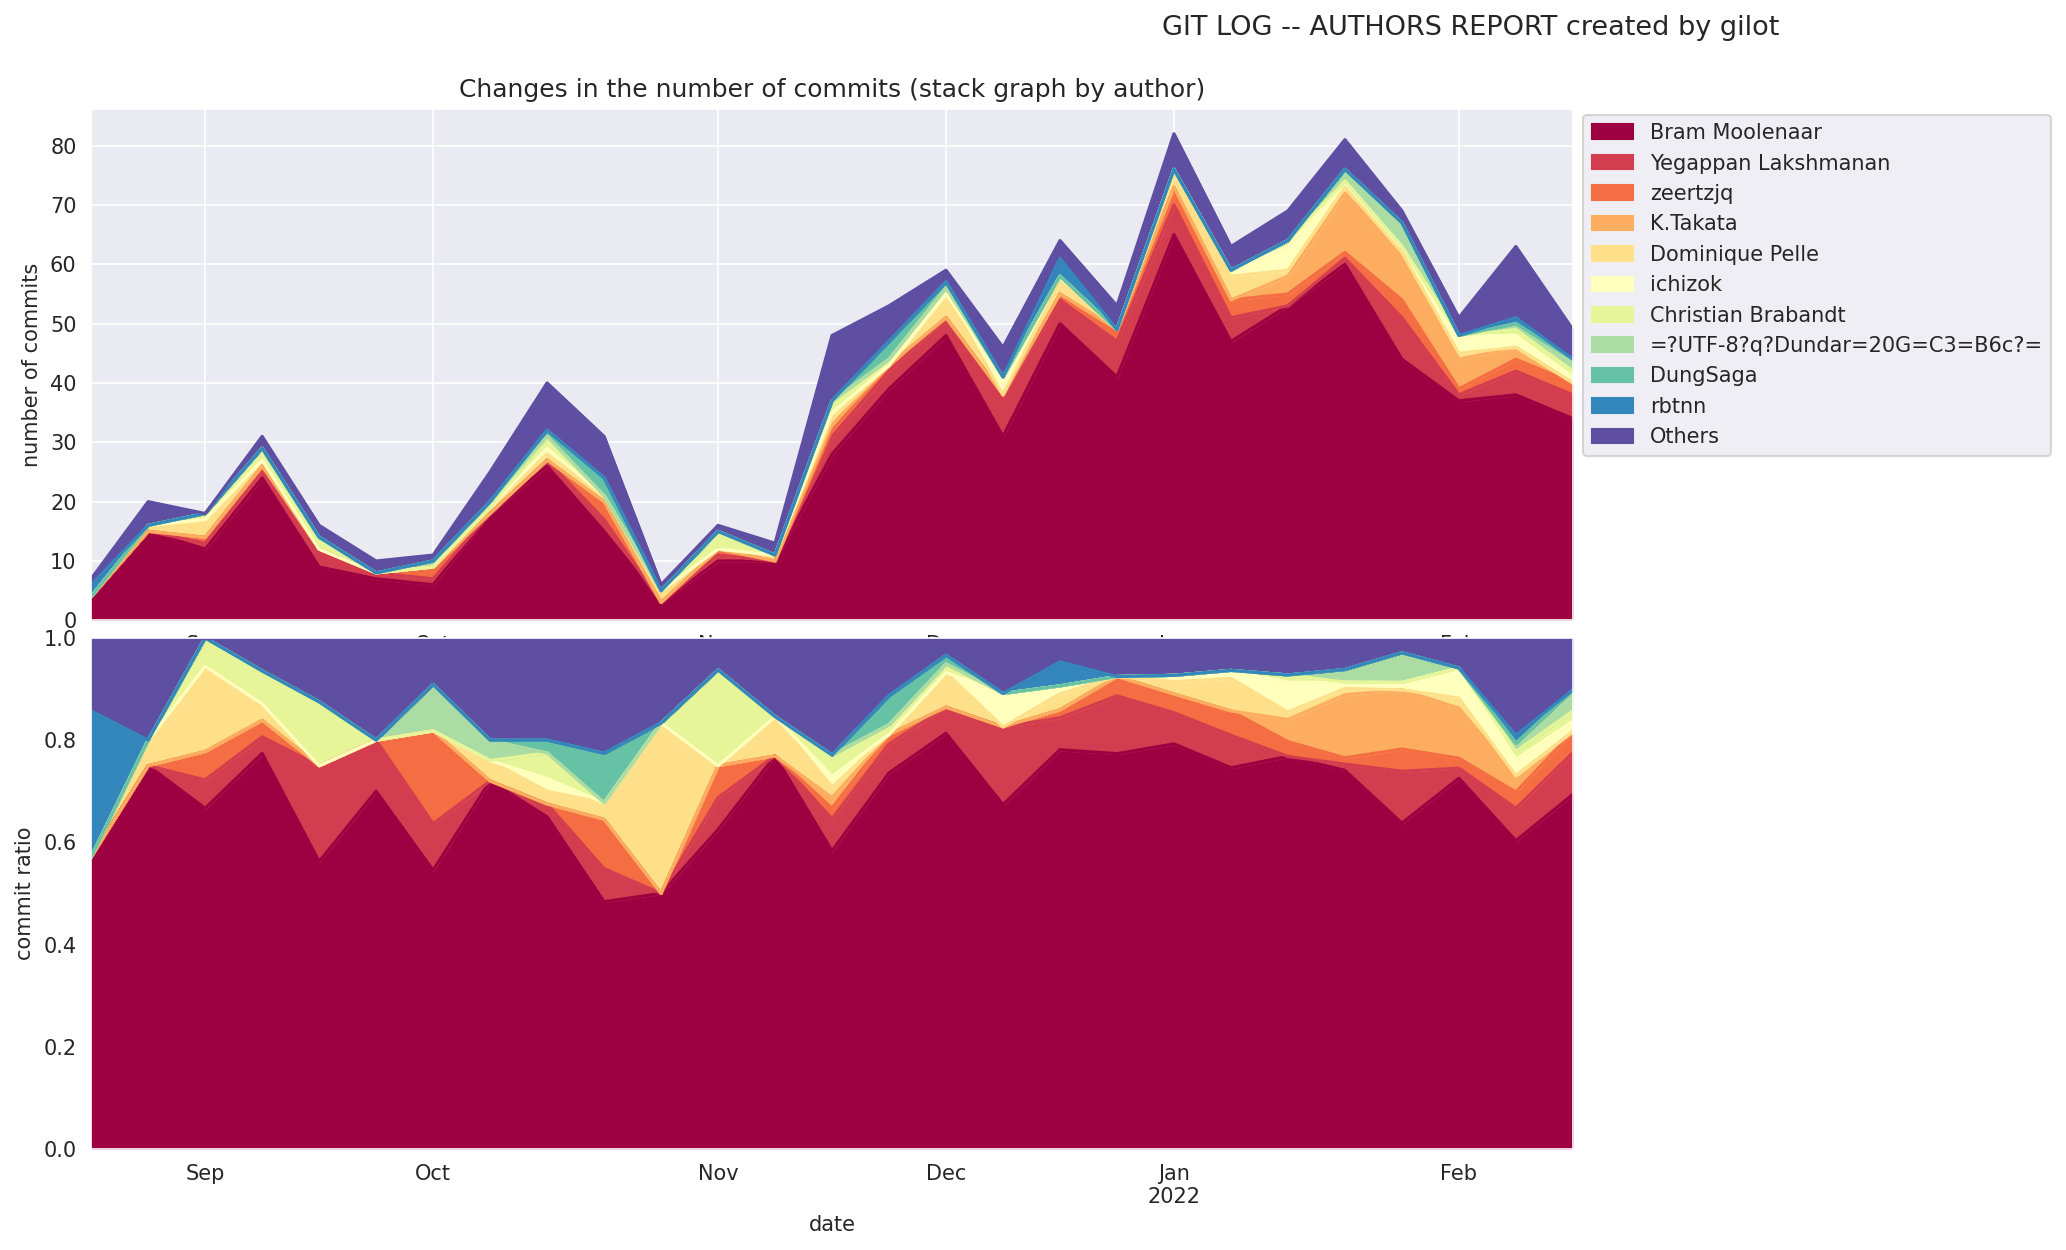 GIT LOG -- AUTHORS REPORT created by gilot
Changes in the number of commits (stack graph by author)
number of commits
80
70
60
50
40
30
20
10
0
Bram Moolenaar
Yegappan Lakshmanan
zeertzjq
K.Takata
Dominique Pelle
ichizok
Christian Brabandt
=?UTF-8?q?Dundar=20G=C3=B6c?=
DungSaga
rbtnn
Others
commit ratio
1.0
0.8
0.6
0.4
0.2
0.0
Sep Oct Nov Dec Jan Feb
2022
date